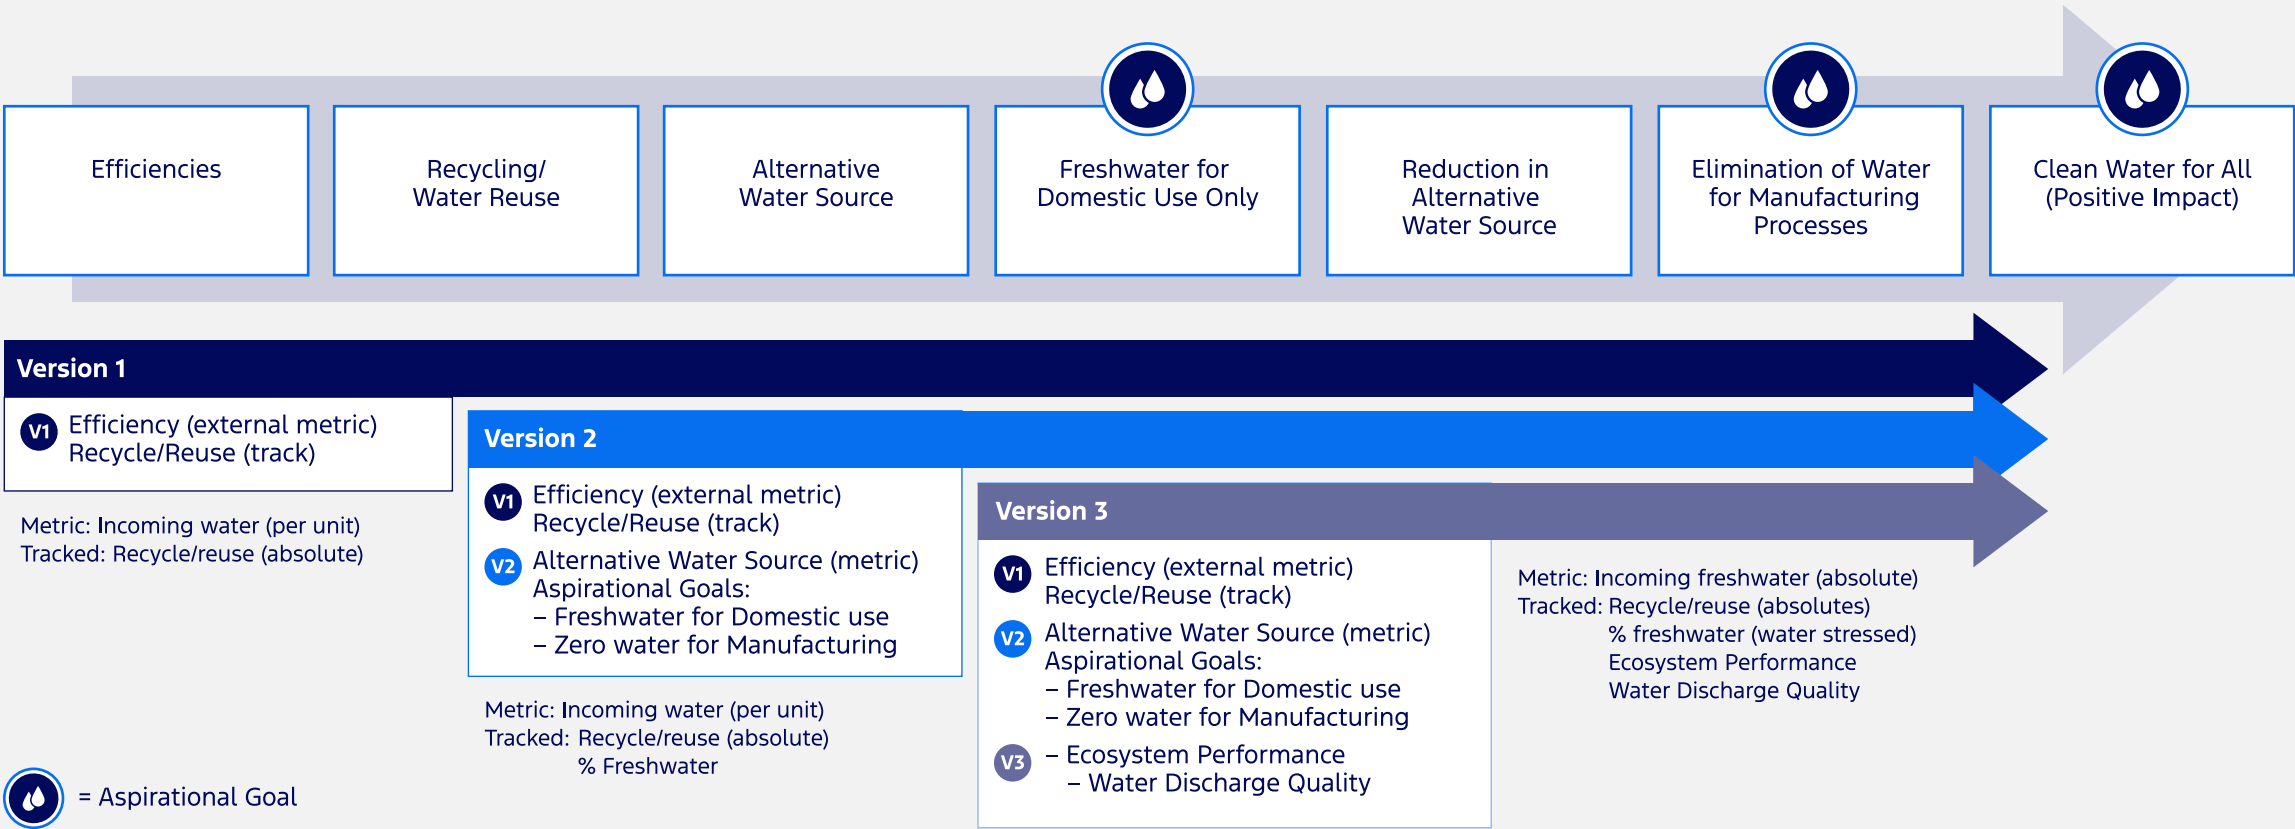 Efficiencies
Recycling/
Water Reuse
Alternative
Water Source
Freshwater for
Domestic Use Only
Reduction in
Alternative
Water Source
Elimination of Water
for Manufacturing
Processes
Clean Water for All
(Positive Impact)
Version 1
V1 Efficiency (external metric)
Recycle/Reuse (track)
Metric: Incoming water (per unit)
Tracked: Recycle/reuse (absolute)
Version 2
V1 Efficiency (external metric)
Recycle/Reuse (track)
V2 Alternative Water Source (metric)
Aspirational Goals:
– Freshwater for Domestic use
– Zero water for Manufacturing
Metric: Incoming water (per unit)
Tracked: Recycle/reuse (absolute)
% Freshwater
Version 3
V1 Efficiency (external metric)
Recycle/Reuse (track)
V2 Alternative Water Source (metric)
Aspirational Goals:
– Freshwater for Domestic use
– Zero water for Manufacturing
V3 – Ecosystem Performance
– Water Discharge Quality
Metric: Incoming freshwater (absolute)
Tracked: Recycle/reuse (absolutes)
% freshwater (water stressed)
Ecosystem Performance
Water Discharge Quality
= Aspirational Goal